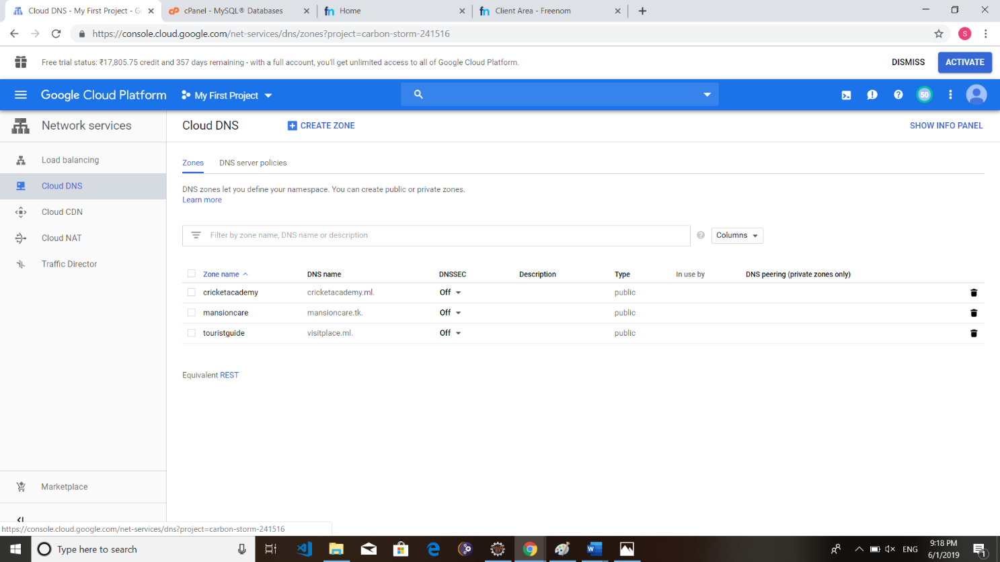 Cloud DNS - My First Project - Go
cPanel - MySQL® Databases
Home
Client Area - Freenom
https://console.cloud.google.com/net-services/dns/zones?project=carbon-storm-241516
S
Free trial status: ₹17,805.75 credit and 357 days remaining - with a full account, you'll get unlimited access to all of Google Cloud Platform.
DISMISS
ACTIVATE
Google Cloud Platform
My First Project
50
Network services
Cloud DNS
CREATE ZONE
SHOW INFO PANEL
Load balancing
Cloud DNS
Cloud CDN
Cloud NAT
Traffic Director
Zones
DNS server policies
DNS zones let you define your namespace. You can create public or private zones.
Learn more
Filter by zone name, DNS name or description
Columns
Zone name DNS name DNSSEC Description Type In use by DNS peering (private zones only)
cricketacademy cricketacademy.ml. Off public
mansioncare mansioncare.tk. Off public
touristguide visitplace.ml. Off public
Equivalent REST
Marketplace
https://console.cloud.google.com/net-services/dns?project=carbon-storm-241516
Type here to search
ENG
9:18 PM
6/1/2019
1